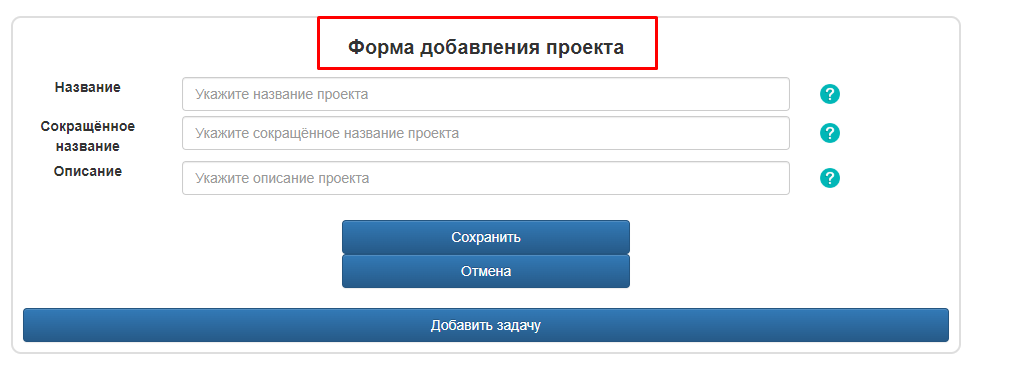 Форма добавления проекта
Название
Укажите название проекта
?
Сокращённое
название
Укажите сокращённое название проекта
?
Описание
Укажите описание проекта
?
Сохранить
Отмена
Добавить задачу